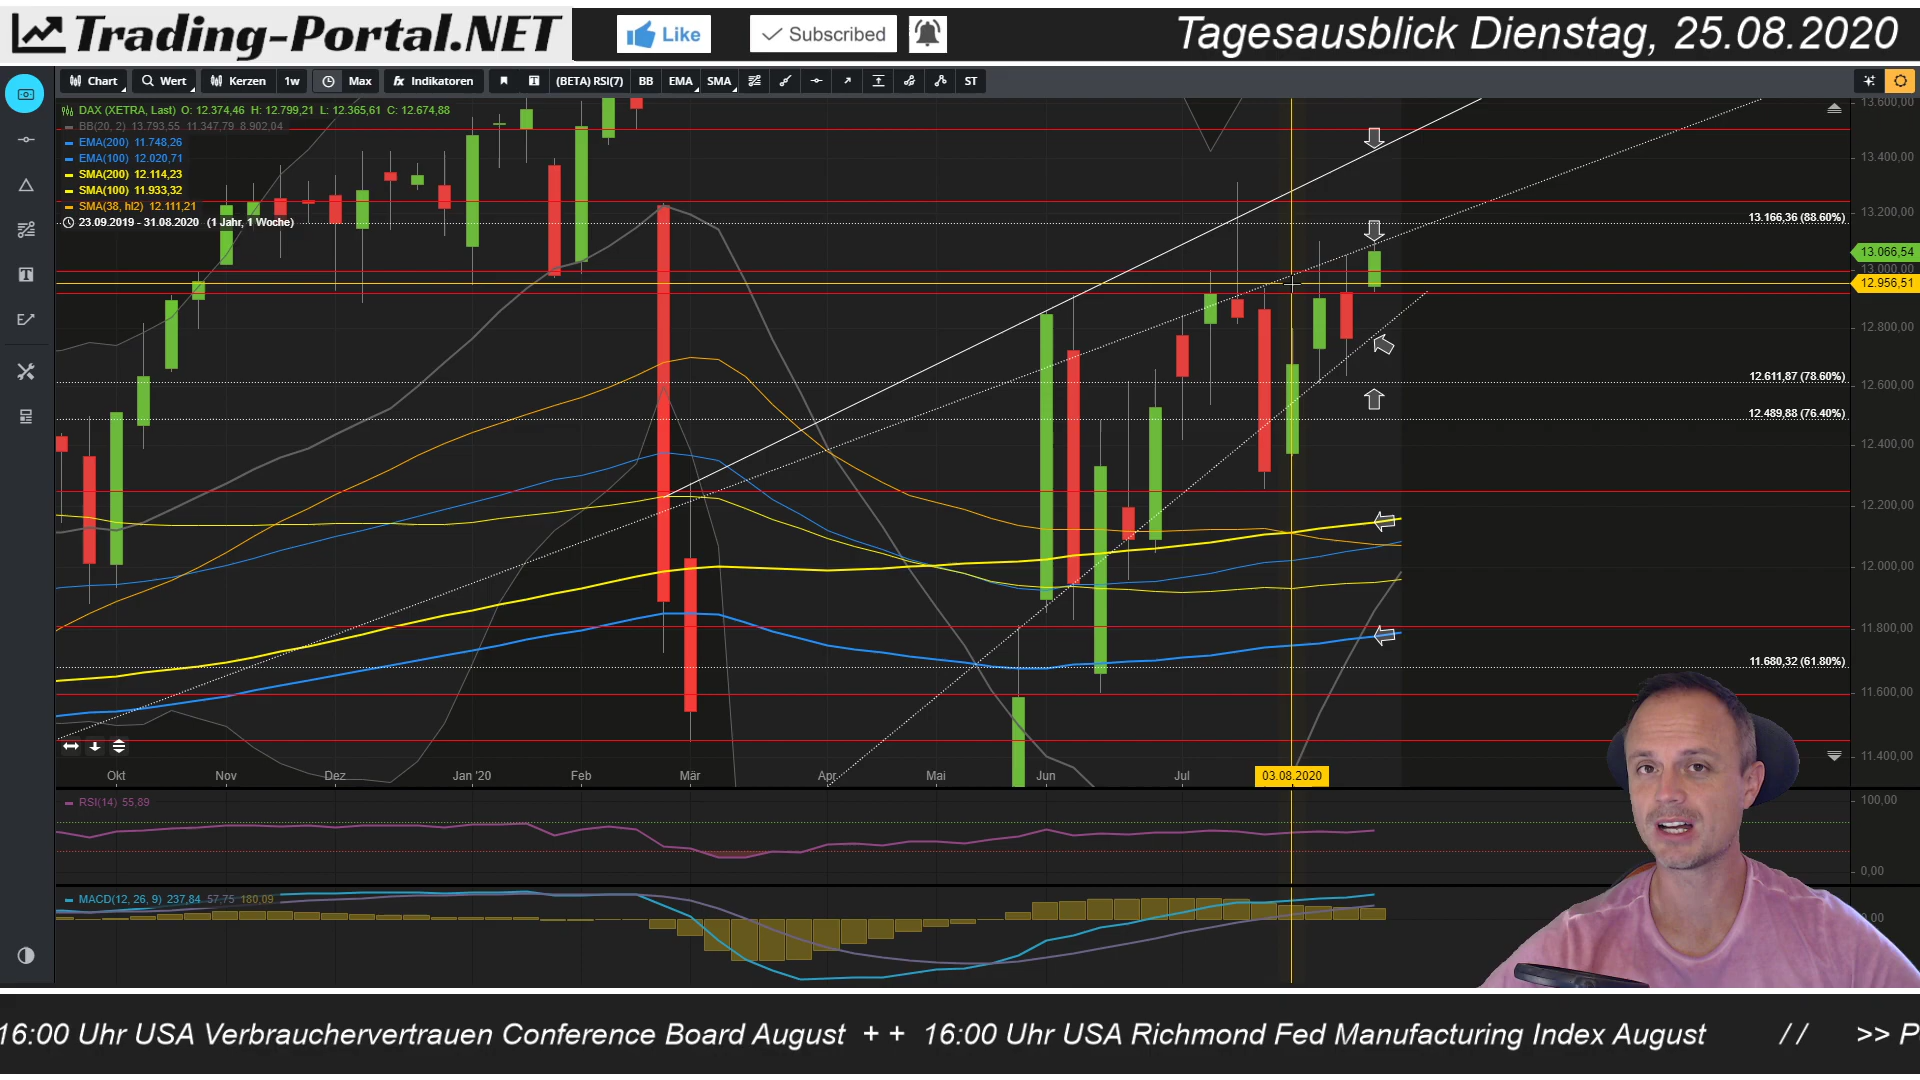 Trading-Portal.NET
Like
Subscribed
Tagesausblick Dienstag, 25.08.2020
Chart
Wert
Kerzen
1w
Max
fx Indikatoren
T
(BETA) RSI(7)
BB
EMA
SMA
ST
DAX (XETRA, Last) O: 12.374,46 H: 12.799,21 L: 12.365,61 C: 12.674,88
BB(20, 2) 13.793,55 11.347,79 8.902,04
EMA(200) 11.748,26
EMA(100) 12.020,71
SMA(200) 12.114,23
SMA(100) 11.933,32
SMA(38, hl2) 12.111,21
23.09.2019 - 31.08.2020 (1 Jahr, 1 Woche)
13.600,00
13.400,00
13.200,00
13.166,36 (88.60%)
13.066,54
13.000,00
12.956,51
12.800,00
12.611,87 (78.60%)
12.600,00
12.489,88 (76.40%)
12.400,00
12.200,00
12.000,00
11.800,00
11.680,32 (61.80%)
11.600,00
11.400,00
Okt
Nov
Dez
Jan '20
Feb
Mär
Apr
Mai
Jun
Jul
03.08.2020
RSI(14) 55,89
100,00
0,00
MACD(12, 26, 9) 237,84 57,75 180,09
16:00 Uhr USA Verbrauchervertrauen Conference Board August + + 16:00 Uhr USA Richmond Fed Manufacturing Index August // >>